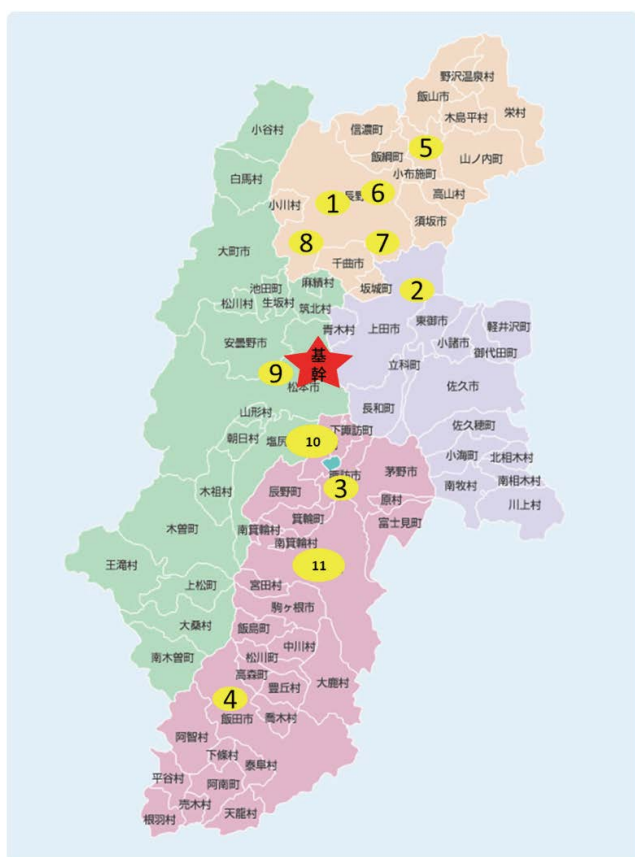 野沢温泉村
飯山市
木島平村
栄村
信濃町
小谷村
5
飯綱町
山ノ内町
小布施町
白馬村
6
長野
高山村
1
小川村
須坂市
8
7
大町市
千曲市
麻績村
池田町
坂城町
2
松川村
生坂村
筑北村
東御市
青木村
上田市
軽井沢町
安曇野市
小諸市
御代田町
基
幹
立科町
9
松本市
佐久市
山形村
長和町
佐久穂町
下諏訪町
朝日村
塩尻
10
小海町
北相木村
諏訪市
茅野市
南相木村
木祖村
辰野町
3
南牧村
原村
川上村
箕輪町
富士見町
木曽町
南箕輪村
南箕輪村
王滝村
11
上松町
宮田村
駒ヶ根市
大桑村
飯島町
中川村
南木曽町
松川町
高森町
大鹿村
豊丘村
4
飯田市
喬木村
阿智村
下條村
泰阜村
平谷村
阿南町
売木村
天龍村
根羽村